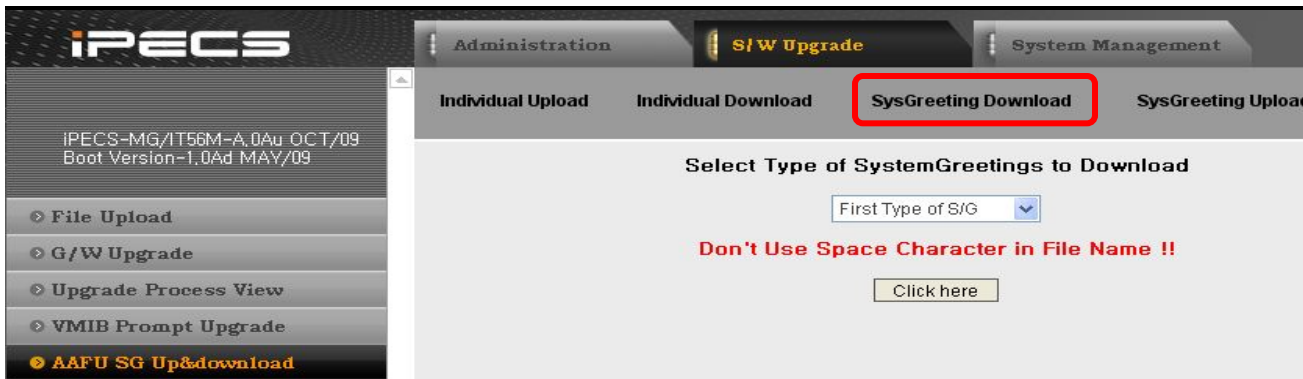 iPECS
Administration
S/W Upgrade
System Management
Individual Upload
Individual Download
SysGreeting Download
SysGreeting Upload
iPECS-MG/IT56M-A.0Au OCT/09
Boot Version-1.0Ad MAY/09
Select Type of SystemGreetings to Download
First Type of S/G
Don't Use Space Character in File Name !!
Click here
File Upload
G/W Upgrade
Upgrade Process View
VMIB Prompt Upgrade
AAFU SG Up&download